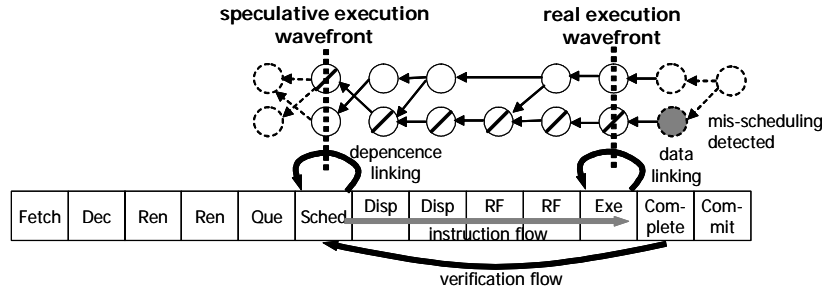 speculative execution
wavefront
real execution
wavefront
mis-scheduling
detected
depencence
linking
data
linking
Fetch
Dec
Ren
Ren
Que
Sched
Disp
Disp
RF
RF
Exe
Com-
plete
Com-
mit
instruction flow
verification flow